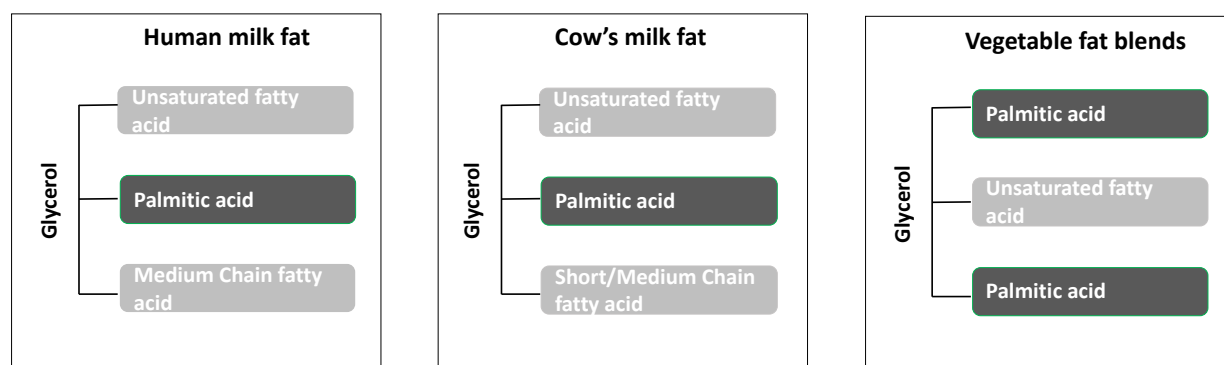 Human milk fat
Glycerol
Unsaturated fatty
acid
Palmitic acid
Medium Chain fatty
acid
Cow's milk fat
Glycerol
Unsaturated fatty
acid
Palmitic acid
Short/Medium Chain
fatty acid
Vegetable fat blends
Glycerol
Palmitic acid
Unsaturated fatty
acid
Palmitic acid